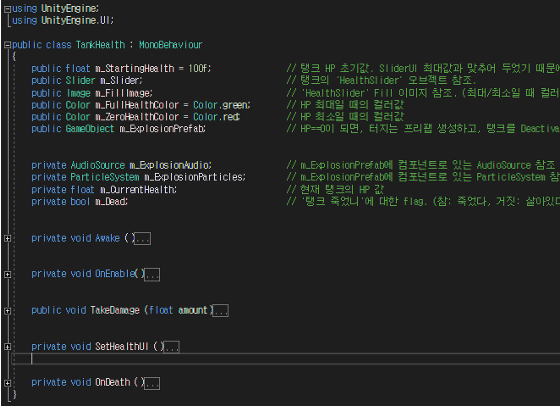 using UnityEngine;
using UnityEngine.UI;
public class TankHealth : MonoBehaviour
{
public float m_StartingHealth = 100f; // 탱크 HP 초기값. SliderUI 최대값과 맞추어 두었기 때문에
public Slider m_Slider; // 탱크의 'HealthSlider' 오브젝트 참조.
public Image m_FillImage; // 'HealthSlider' Fill 이미지 참조. (최대/최소일 때 컬러
public Color m_FullHealthColor = Color.green; // HP 최대일 때의 컬러값
public Color m_ZeroHealthColor = Color.red; // HP 최소일 때의 컬러값
public GameObject m_ExplosionPrefab; // HP==0이 되면, 터지는 프리팹 생성하고, 탱크를 Deactiva
private AudioSource m_ExplosionAudio; // m_ExplosionPrefab에 컴포넌트로 있는 AudioSource 참조
private ParticleSystem m_ExplosionParticles; // m_ExplosionPrefab에 컴포넌트로 있는 ParticleSystem 참
private float m_CurrentHealth; // 현재 탱크의 HP 값
private bool m_Dead; // '탱크 죽었니'에 대한 flag. (참: 죽었다, 거짓: 살아있다
private void Awake ()...
private void OnEnable()...
public void TakeDamage (float amount)...
private void SetHealthUI ()...
private void OnDeath ()...
}